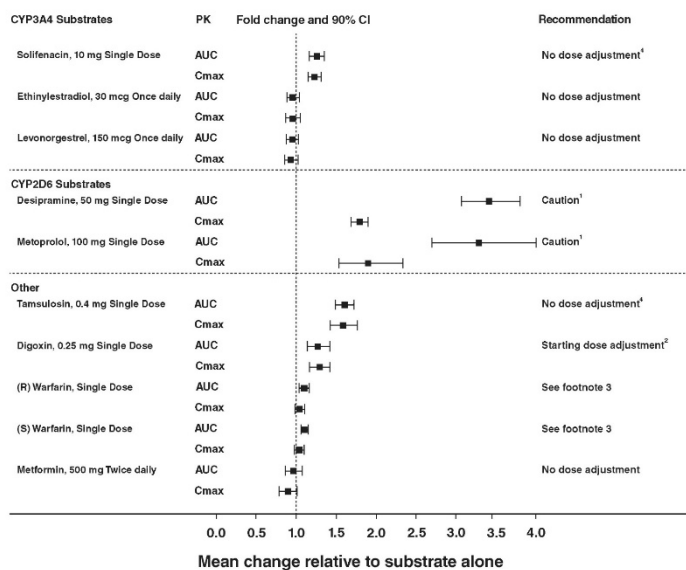 CYP3A4 Substrates PK Fold change and 90% CI Recommendation
Solifenacin, 10 mg Single Dose AUC No dose adjustment⁴
Cmax
Ethinylestradiol, 30 mcg Once daily AUC No dose adjustment
Cmax
Levonorgestrel, 150 mcg Once daily AUC No dose adjustment
Cmax
CYP2D6 Substrates
Desipramine, 50 mg Single Dose AUC Caution¹
Cmax
Metoprolol, 100 mg Single Dose AUC Caution¹
Cmax
Other
Tamsulosin, 0.4 mg Single Dose AUC No dose adjustment⁴
Cmax
Digoxin, 0.25 mg Single Dose AUC Starting dose adjustment²
Cmax
(R) Warfarin, Single Dose AUC See footnote 3
Cmax
(S) Warfarin, Single Dose AUC See footnote 3
Cmax
Metformin, 500 mg Twice daily AUC No dose adjustment
Cmax
0.0 0.5 1.0 1.5 2.0 2.5 3.0 3.5 4.0
Mean change relative to substrate alone